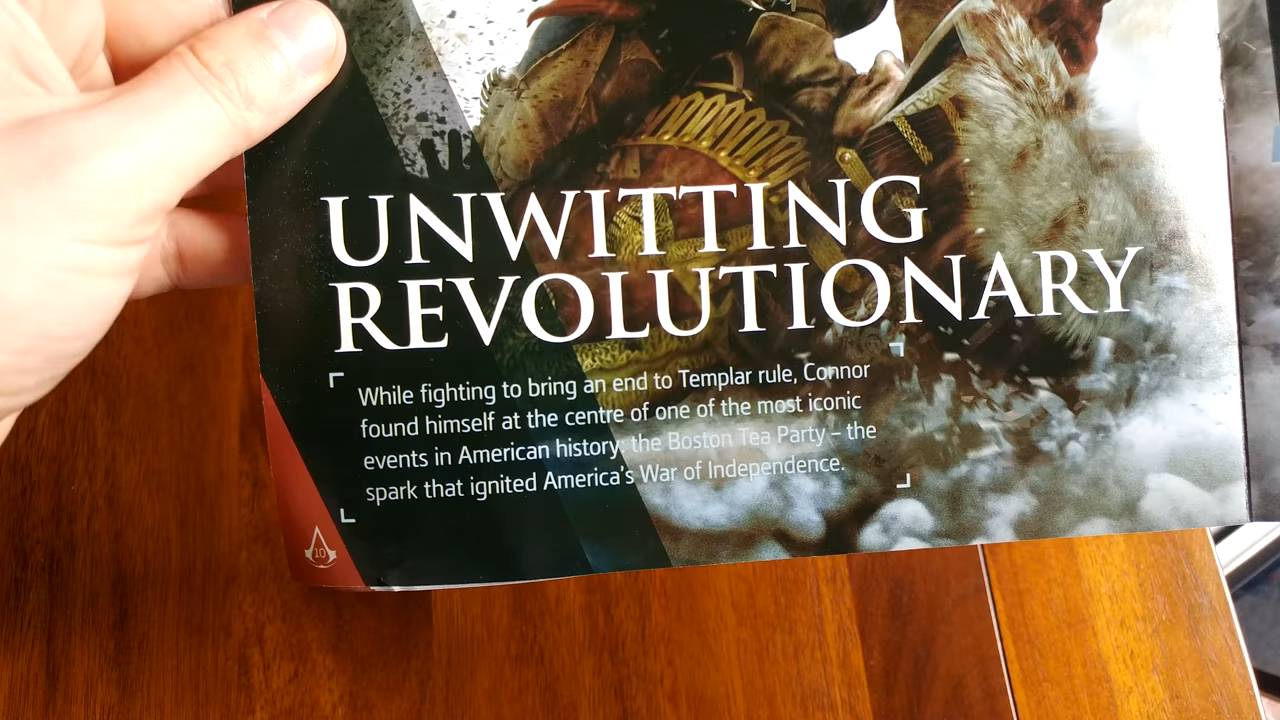 UNWITTING
REVOLUTIONARY
While fighting to bring an end to Templar rule, Connor
found himself at the centre of one of the most iconic
events in American history: the Boston Tea Party – the
spark that ignited America's War of Independence.
10